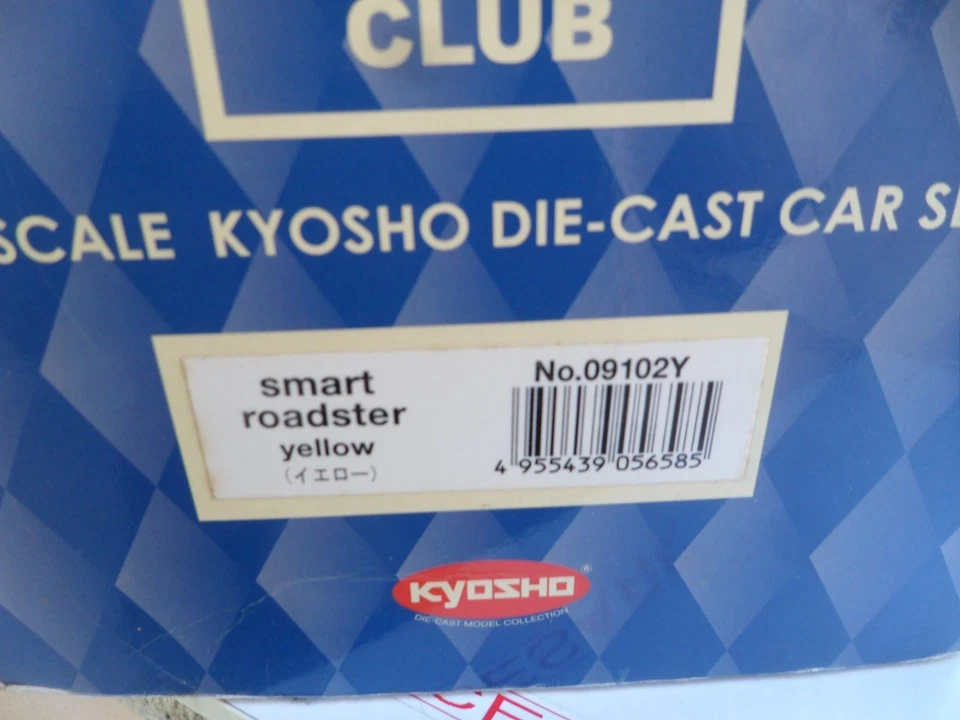 CLUB
SCALE KYOSHO DIE-CAST CAR
smart
roadster
yellow
(イエロー)
No.09102Y
4 955439 056585
KYOSHO®
DIE-CAST MODEL COLLECTION